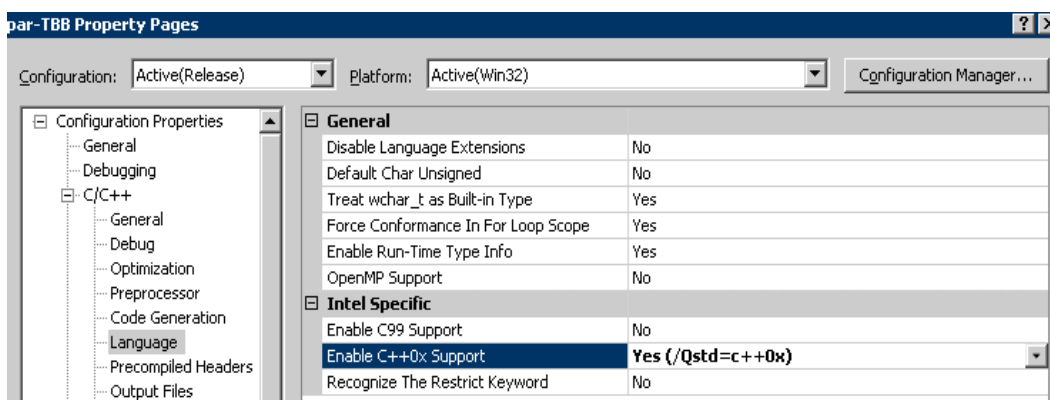 par-TBB Property Pages
Configuration: Active(Release) Platform: Active(Win32) Configuration Manager...
Configuration Properties
General
Debugging
C/C++
General
Debug
Optimization
Preprocessor
Code Generation
Language
Precompiled Headers
Output Files
General
Disable Language Extensions No
Default Char Unsigned No
Treat wchar_t as Built-in Type Yes
Force Conformance In For Loop Scope Yes
Enable Run-Time Type Info Yes
OpenMP Support No
Intel Specific
Enable C99 Support No
Enable C++0x Support Yes (/Qstd=c++0x)
Recognize The Restrict Keyword No